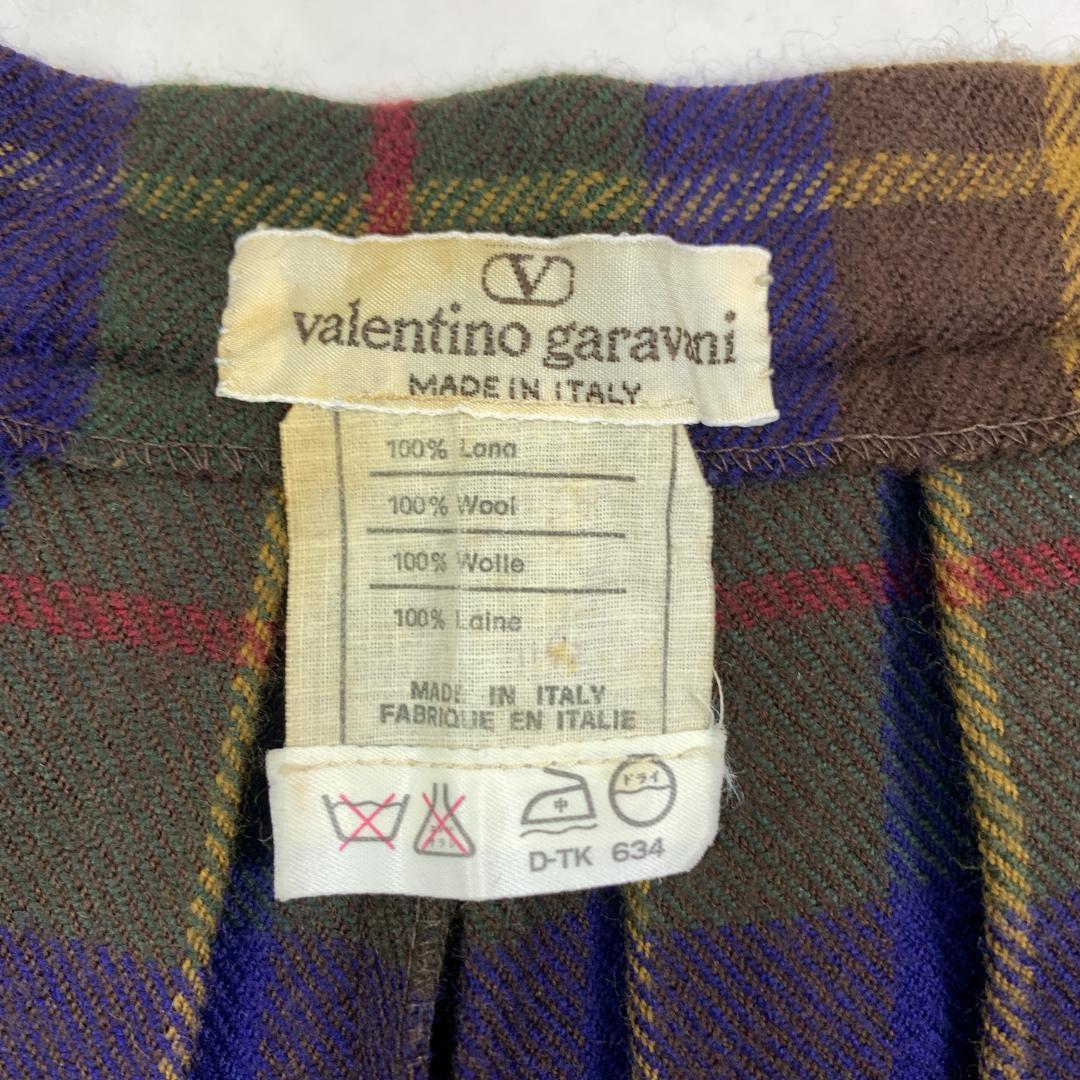 V
valentino garavani
MADE IN ITALY
100% Lana
100% Wool
100% Wolle
100% Laine
MADE IN ITALY
FABRIQUE EN ITALIE
中 ドライ
D-TK 634